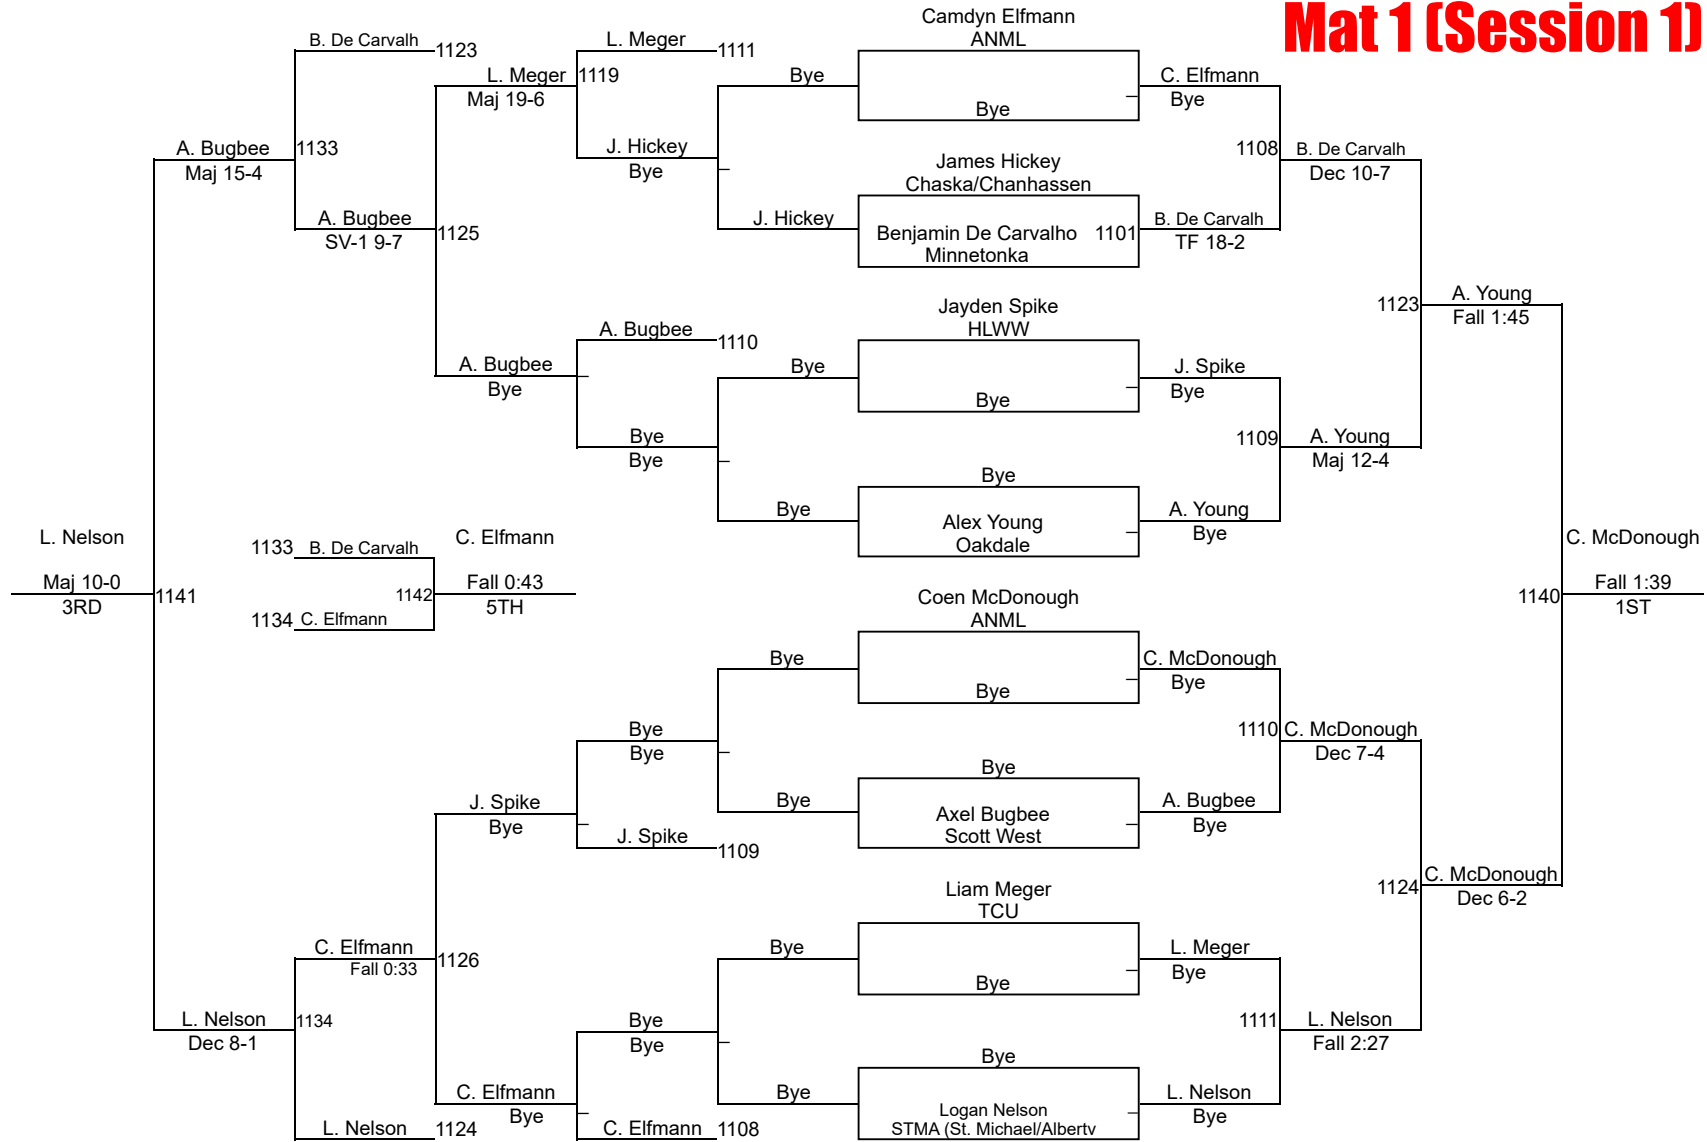 Mat 1 (Session 1)
Camdyn Elfmann
ANML
B. De Carvalh
1123
L. Meger
1111
L. Meger
1119
Maj 19-6
Bye
C. Elfmann
Bye
Bye
A. Bugbee
1133
Maj 15-4
J. Hickey
Bye
James Hickey
Chaska/Chanhassen
1108
B. De Carvalh
Dec 10-7
A. Bugbee
SV-1 9-7
1125
J. Hickey
Benjamin De Carvalho
1101
Minnetonka
B. De Carvalh
TF 18-2
Jayden Spike
HLWW
1123
A. Young
Fall 1:45
A. Bugbee
1110
A. Bugbee
Bye
Bye
J. Spike
Bye
Bye
Bye
Bye
1109
A. Young
Maj 12-4
Bye
Bye
Alex Young
Oakdale
A. Young
Bye
L. Nelson
Maj 10-0
3RD
1141
1133
B. De Carvalh
1142
1134
C. Elfmann
C. Elfmann
Fall 0:43
5TH
C. McDonough
Fall 1:39
1ST
1140
Coen McDonough
ANML
Bye
C. McDonough
Bye
Bye
Bye
Bye
1110
C. McDonough
Dec 7-4
Bye
J. Spike
Bye
Bye
Axel Bugbee
Scott West
A. Bugbee
Bye
J. Spike
1109
Liam Meger
TCU
1124
C. McDonough
Dec 6-2
C. Elfmann
Fall 0:33
1126
Bye
L. Meger
Bye
Bye
L. Nelson
Dec 8-1
1134
Bye
Bye
1111
L. Nelson
Fall 2:27
Bye
C. Elfmann
Bye
Bye
Logan Nelson
STMA (St. Michael/Albertv
L. Nelson
Bye
L. Nelson
1124
C. Elfmann
1108